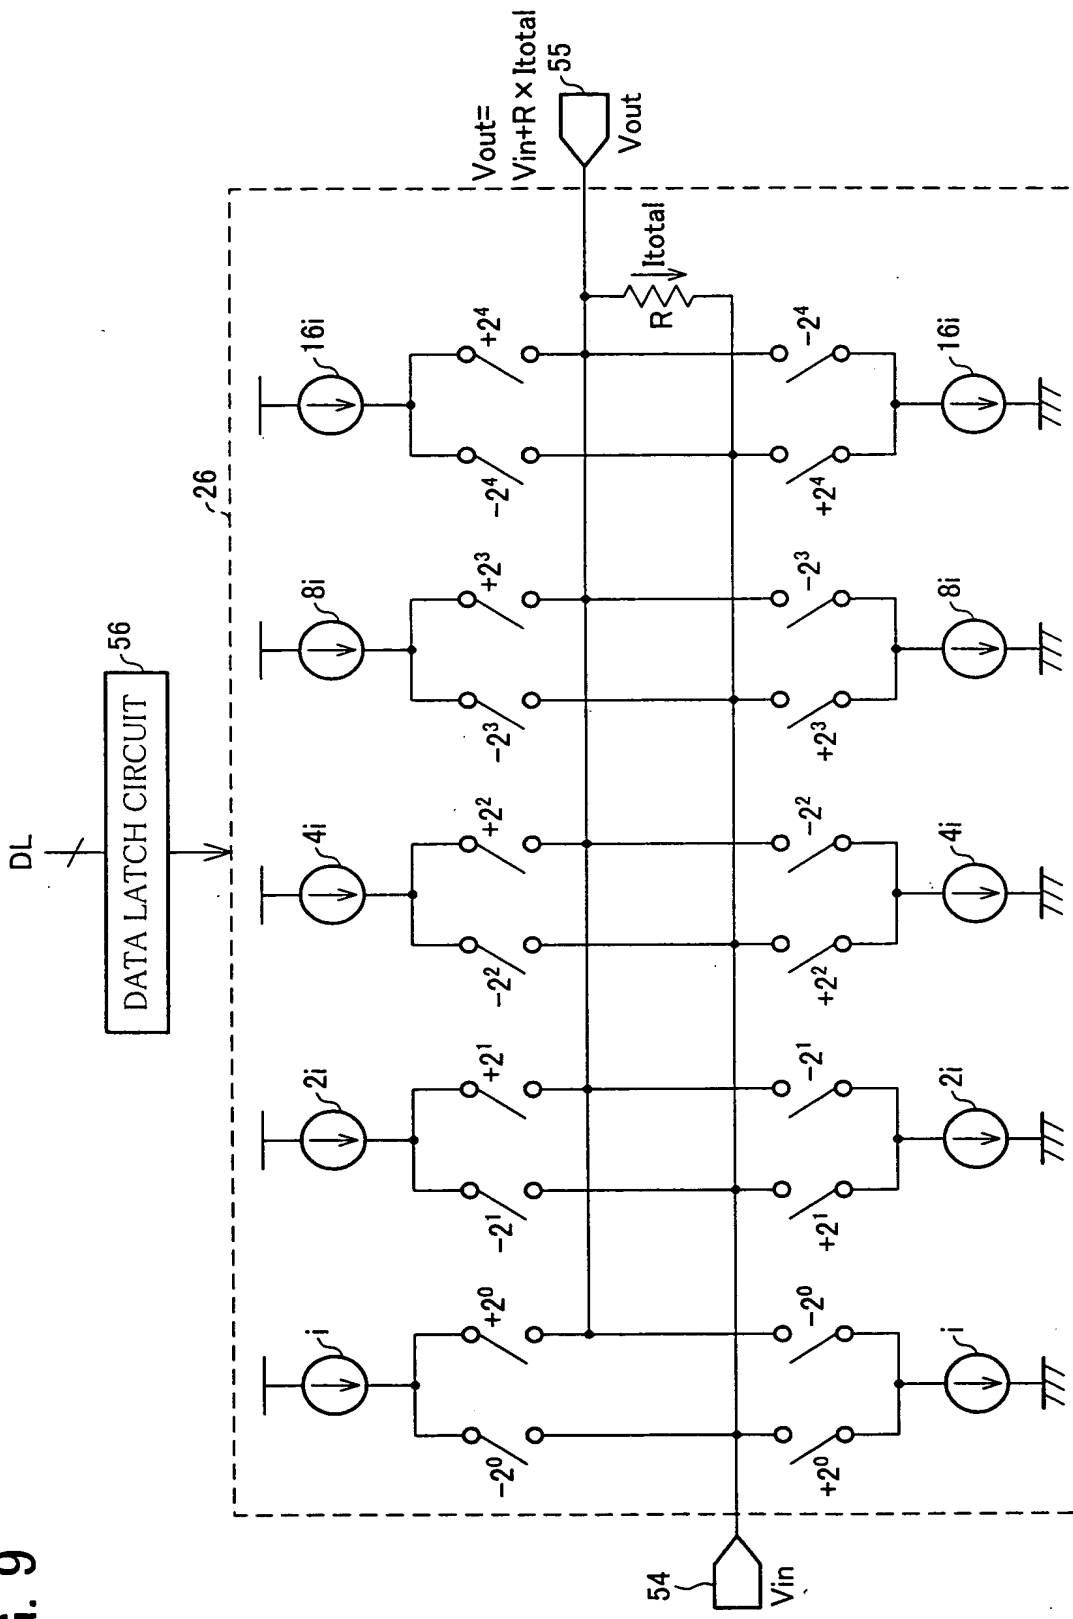 DL
DATA LATCH CIRCUIT
56
26
i
2i
4i
8i
16i
−2⁰
+2⁰
−2¹
+2¹
−2²
+2²
−2³
+2³
−2⁴
+2⁴
Vout=
Vin+R × Itotal
55
Vout
R
Itotal
54
Vin
+2⁰
−2⁰
+2¹
−2¹
+2²
−2²
+2³
−2³
+2⁴
−2⁴
i
2i
4i
8i
16i
9